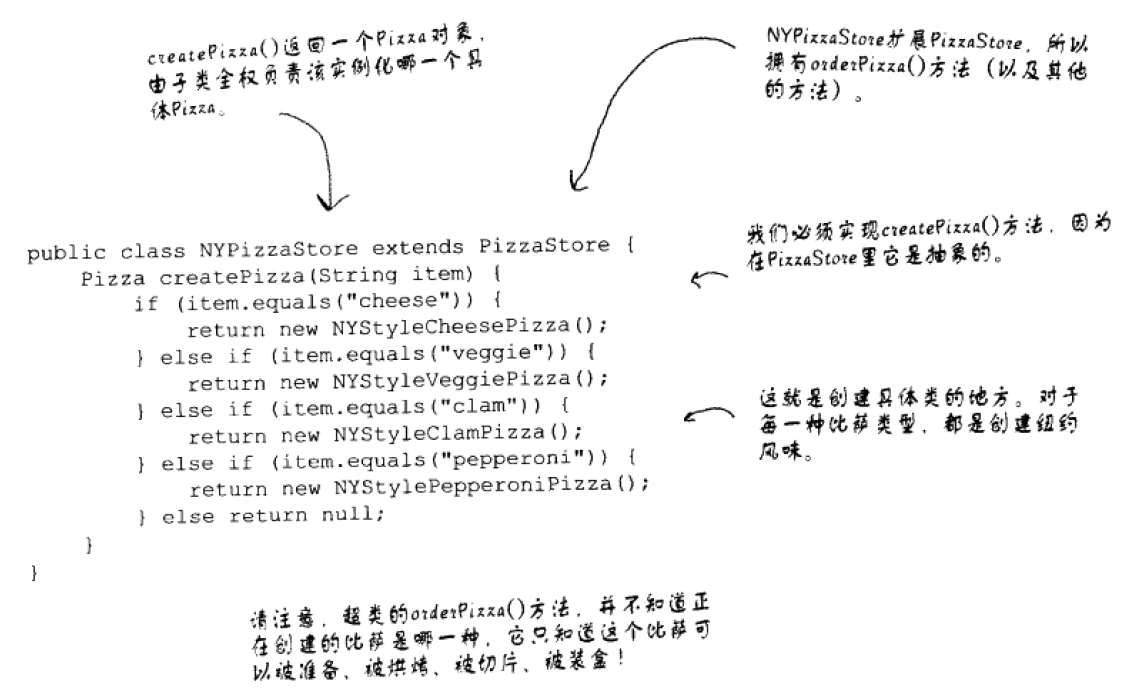 createPizza()返回一个Pizza对象，
由子类全权负责该实例化哪一个具
体Pizza。
NYPizzaStore扩展PizzaStore，所以
拥有orderPizza()方法（以及其他
的方法）。
我们必须实现createPizza()方法，因为
在PizzaStore里它是抽象的。
public class NYPizzaStore extends PizzaStore {
Pizza createPizza(String item) {
if (item.equals("cheese")) {
return new NYStyleCheesePizza();
} else if (item.equals("veggie")) {
return new NYStyleVeggiePizza();
} else if (item.equals("clam")) {
return new NYStyleClamPizza();
} else if (item.equals("pepperoni")) {
return new NYStylePepperoniPizza();
} else return null;
}
}
这就是创建具体类的地方。对于
每一种比萨类型，都是创建纽约
风味。
请注意，超类的orderPizza()方法，并不知道正
在创建的比萨是哪一种，它只知道这个比萨可
以被准备、被烘烤、被切片、被装盒！